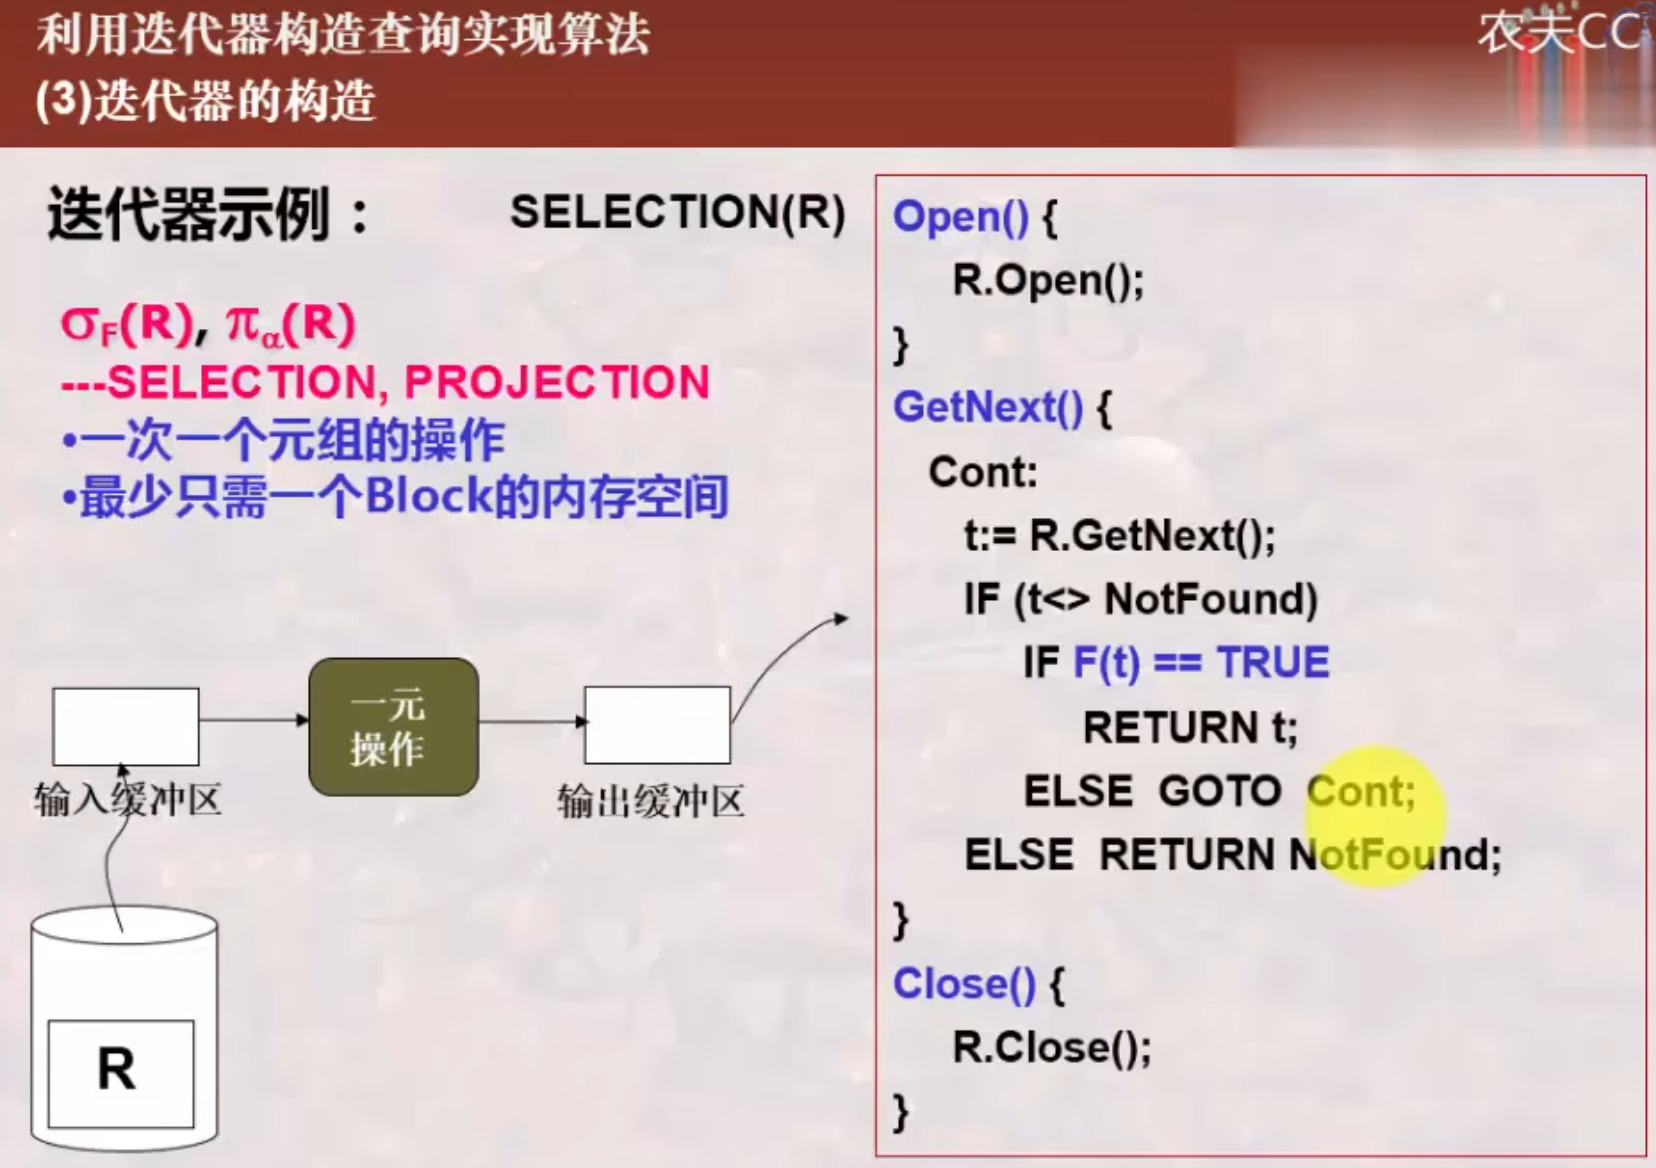 利用迭代器构造查询实现算法
(3)迭代器的构造
农夫CC
迭代器示例：
SELECTION(R)
σF(R), πα(R)
---SELECTION, PROJECTION
•一次一个元组的操作
•最少只需一个Block的内存空间
一元
操作
输入缓冲区
输出缓冲区
R
Open() {
R.Open();
}
GetNext() {
Cont:
t:= R.GetNext();
IF (t<> NotFound)
IF F(t) == TRUE
RETURN t;
ELSE GOTO Cont;
ELSE RETURN NotFound;
}
Close() {
R.Close();
}